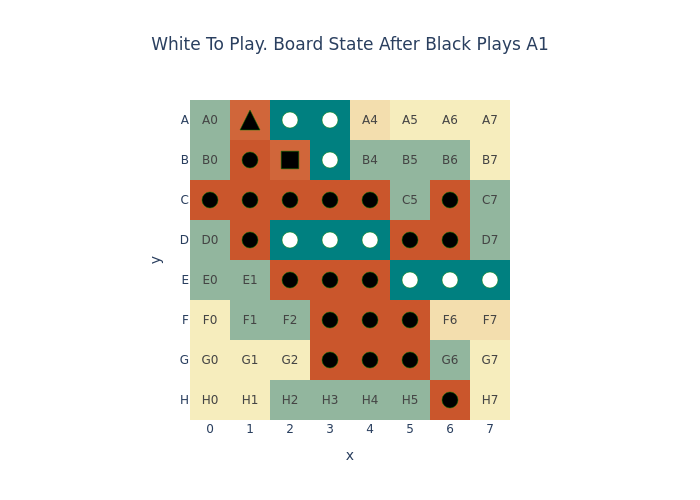 White To Play. Board State After Black Plays A1
A A0 A4 A5 A6 A7
B B0 B4 B5 B6 B7
C C5 C7
D D0 D7
E E0 E1
F F0 F1 F2 F6 F7
G G0 G1 G2 G6 G7
H H0 H1 H2 H3 H4 H5 H7
0 1 2 3 4 5 6 7
x
y